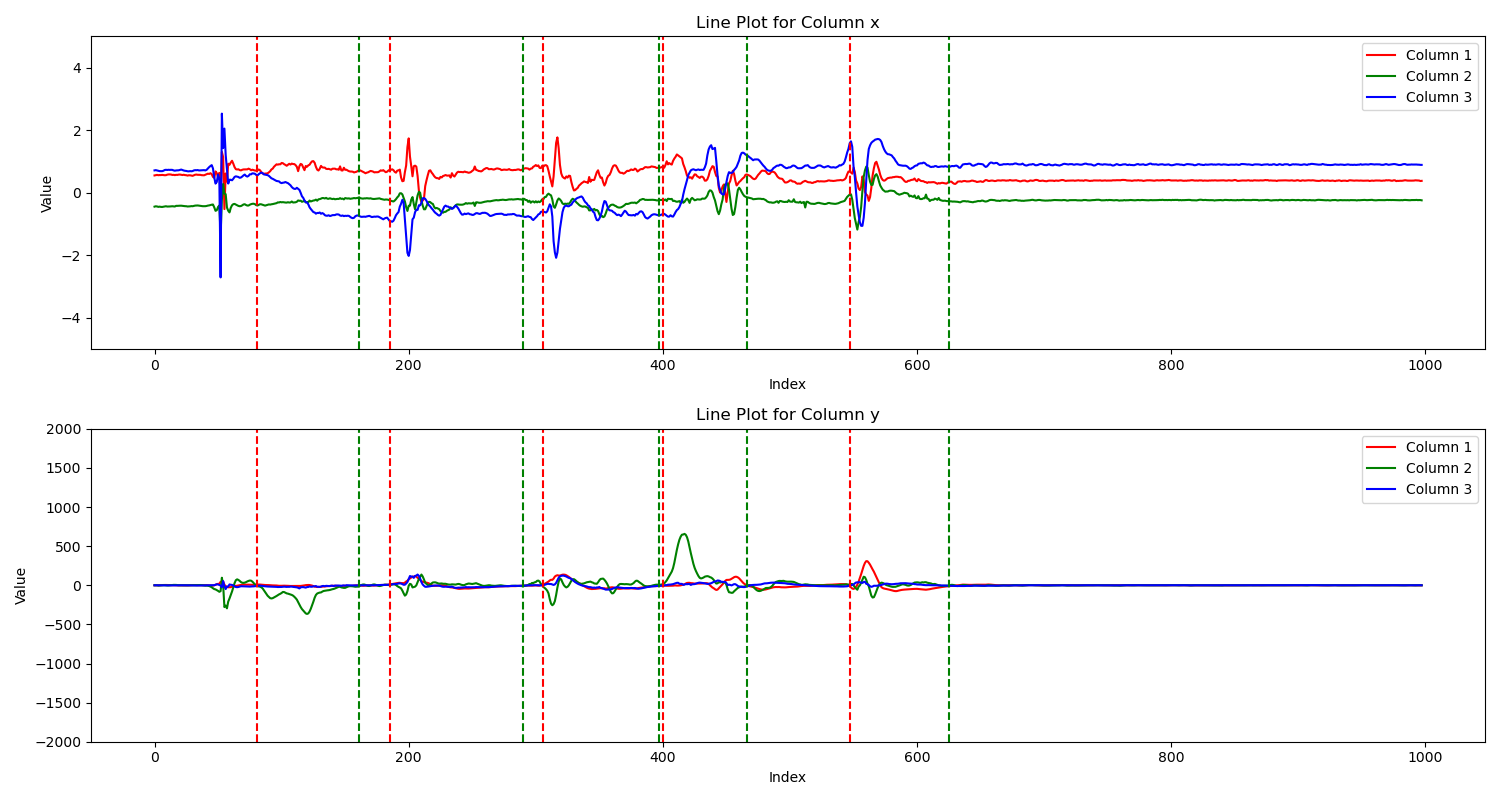 Line Plot for Column x
Value
4
2
0
−2
−4
Column 1
Column 2
Column 3
0 200 400 600 800 1000
Index
Line Plot for Column y
Value
2000
1500
1000
500
0
−500
−1000
−1500
−2000
Column 1
Column 2
Column 3
0 200 400 600 800 1000
Index